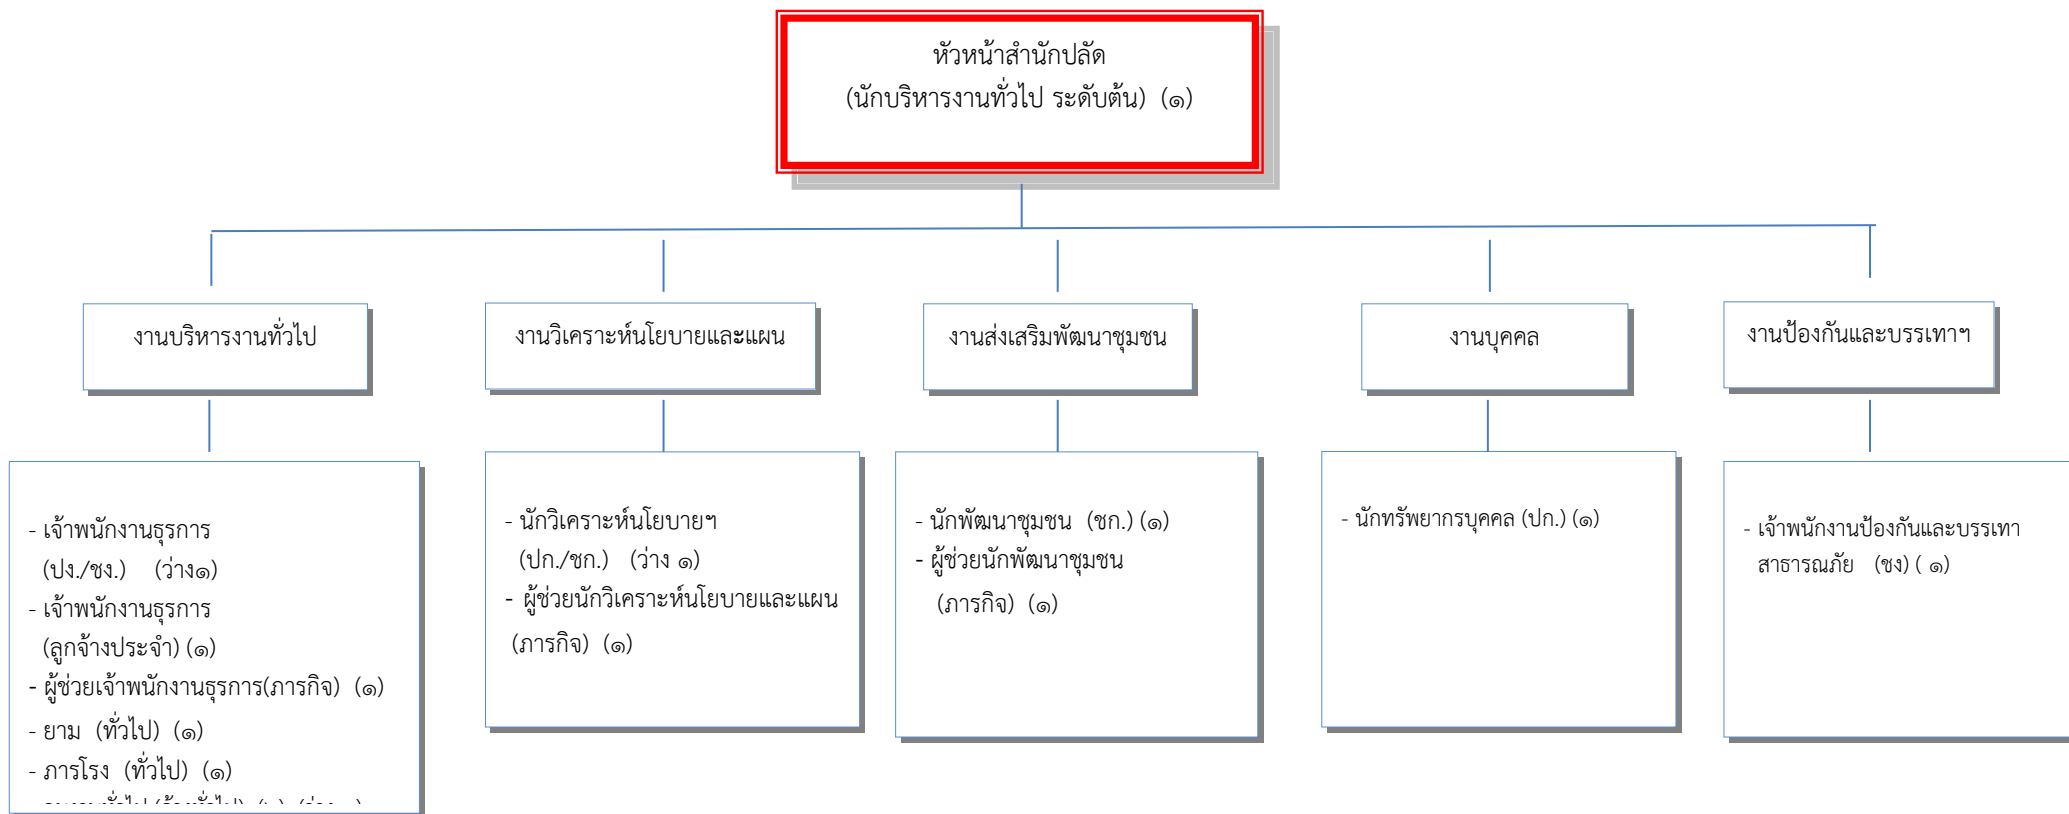 หัวหน้าสำนักปลัด
(นักบริหารงานทั่วไป ระดับต้น) (๑)
งานบริหารงานทั่วไป
งานวิเคราะห์นโยบายและแผน
งานส่งเสริมพัฒนาชุมชน
งานบุคคล
งานป้องกันและบรรเทาฯ
- เจ้าพนักงานธุรการ
(ปง./ชง.) (ว่าง๑)
- เจ้าพนักงานธุรการ
(ลูกจ้างประจำ) (๑)
- ผู้ช่วยเจ้าพนักงานธุรการ(ภารกิจ) (๑)
- ยาม (ทั่วไป) (๑)
- ภารโรง (ทั่วไป) (๑)
- นักวิเคราะห์นโยบายฯ
(ปก./ชก.) (ว่าง ๑)
- ผู้ช่วยนักวิเคราะห์นโยบายและแผน
(ภารกิจ) (๑)
- นักพัฒนาชุมชน (ชก.) (๑)
- ผู้ช่วยนักพัฒนาชุมชน
(ภารกิจ) (๑)
- นักทรัพยากรบุคคล (ปก.) (๑)
- เจ้าพนักงานป้องกันและบรรเทา
สาธารณภัย (ชง) ( ๑)